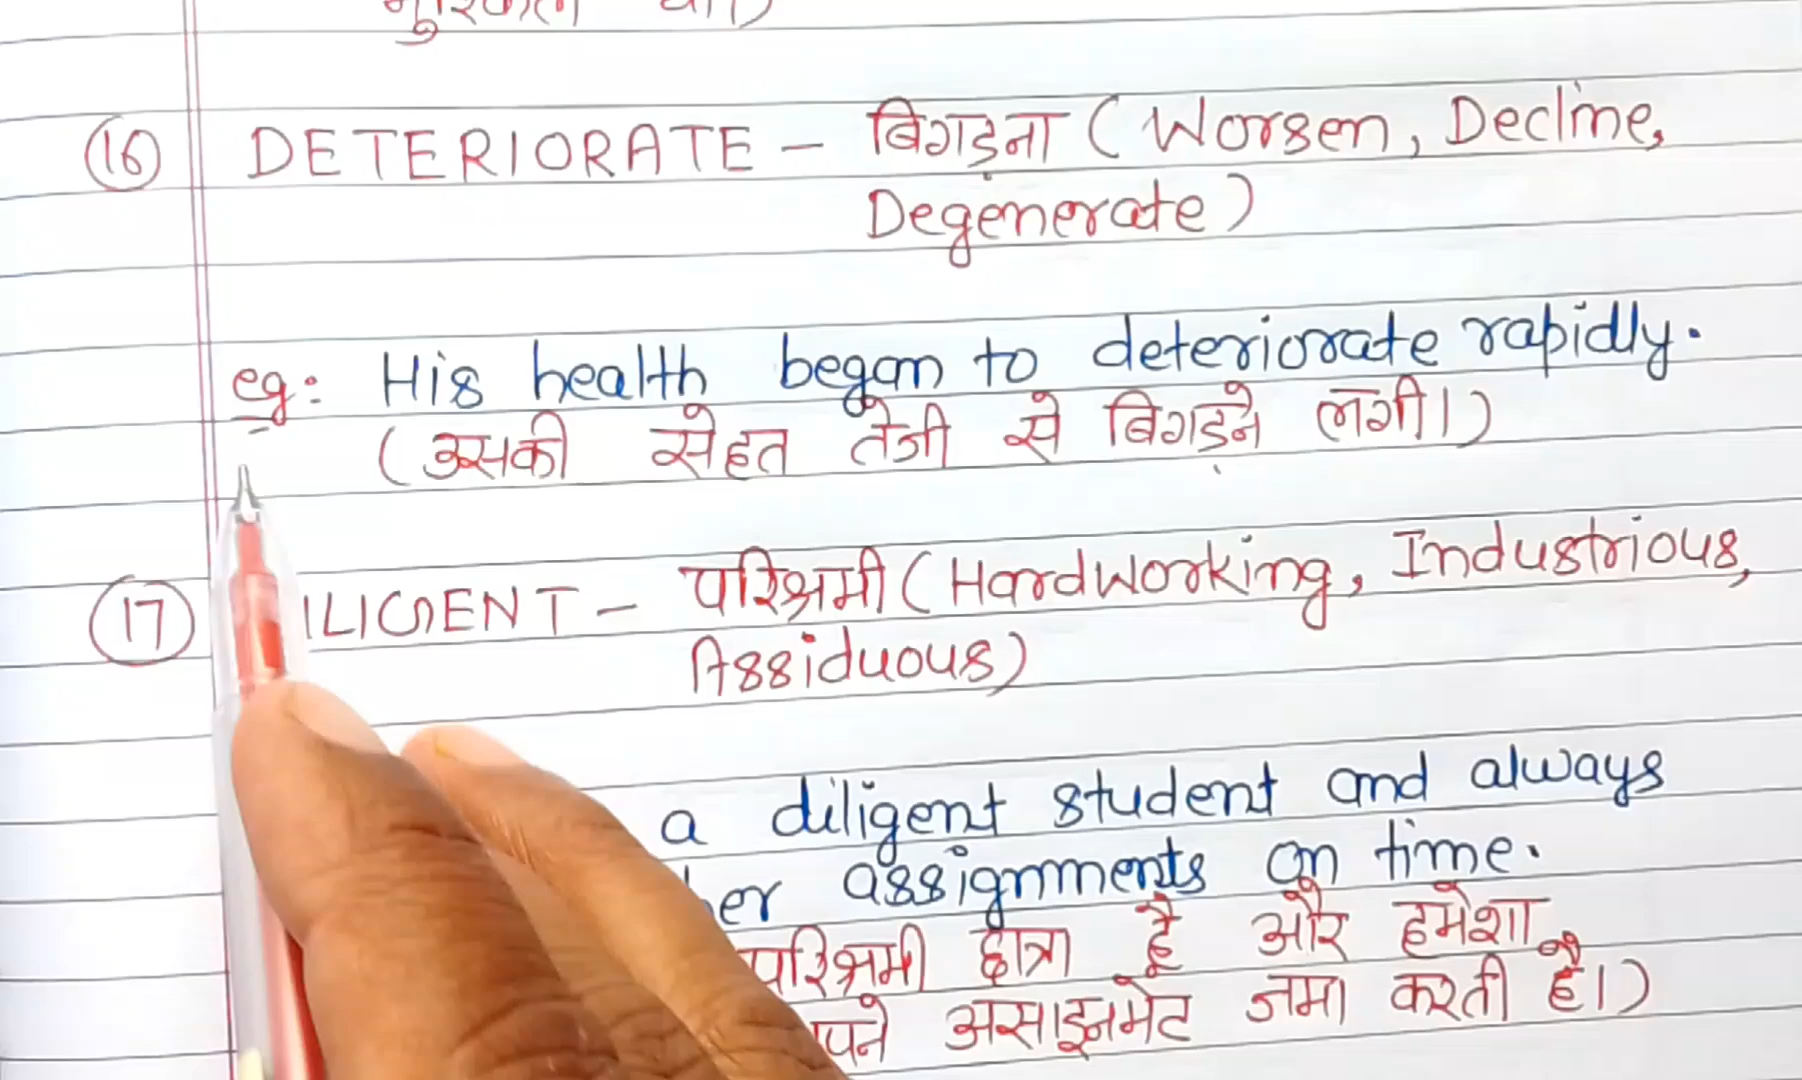 (16) DETERIORATE - बिगड़ना (Worsen, Decline,
Degenerate)
eg: His health began to deteriorate rapidly.
(उसकी सेहत तेजी से बिगड़ने लगी।)
(17) ILIGENT - परिश्रमी (Hardworking, Industrious,
Assiduous)
a diligent student and always
her assignments on time.
परिश्रमी छात्रा है और हमेशा
पने असाइनमेंट जमा करती है।)